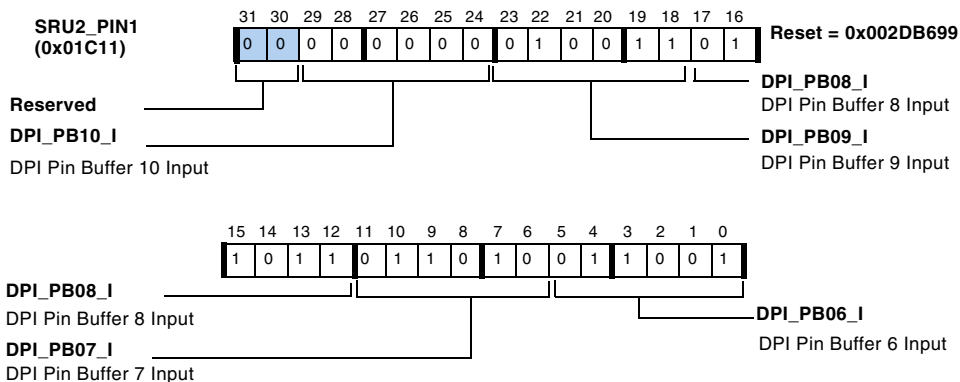 SRU2_PIN1
(0x01C11)
31 30 29 28 27 26 25 24 23 22 21 20 19 18 17 16
0 0 0 0 0 0 0 0 0 1 0 0 1 1 0 1
Reset = 0x002DB699
Reserved
DPI_PB10_I
DPI Pin Buffer 10 Input
DPI_PB08_I
DPI Pin Buffer 8 Input
DPI_PB09_I
DPI Pin Buffer 9 Input
15 14 13 12 11 10 9 8 7 6 5 4 3 2 1 0
1 0 1 1 0 1 1 0 1 0 0 1 1 0 0 1
DPI_PB08_I
DPI Pin Buffer 8 Input
DPI_PB07_I
DPI Pin Buffer 7 Input
DPI_PB06_I
DPI Pin Buffer 6 Input